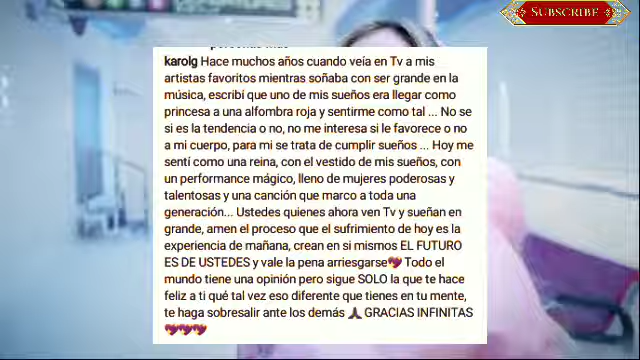 SUBSCRIBE
karolg Hace muchos años cuando veía en Tv a mis
artistas favoritos mientras soñaba con ser grande en la
música, escribí que uno de mis sueños era llegar como
princesa a una alfombra roja y sentirme como tal ... No se
si es la tendencia o no, no me interesa si le favorece o no
a mi cuerpo, para mi se trata de cumplir sueños ... Hoy me
sentí como una reina, con el vestido de mis sueños, con
un performance mágico, lleno de mujeres poderosas y
talentosas y una canción que marco a toda una
generación... Ustedes quienes ahora ven Tv y sueñan en
grande, amen el proceso que el sufrimiento de hoy es la
experiencia de mañana, crean en si mismos EL FUTURO
ES DE USTEDES y vale la pena arriesgarse💝 Todo el
mundo tiene una opinión pero sigue SOLO la que te hace
feliz a ti qué tal vez eso diferente que tienes en tu mente,
te haga sobresalir ante los demás 🙏🏿 GRACIAS INFINITAS
💝💝💝